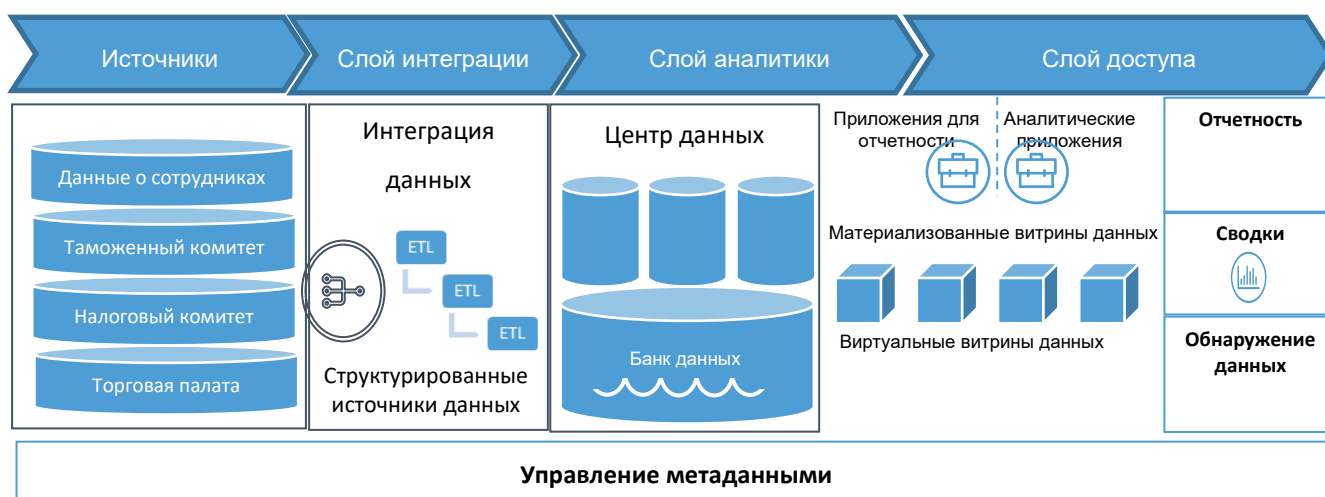 Источники
Слой интеграции
Слой аналитики
Слой доступа
Данные о сотрудниках
Таможенный комитет
Налоговый комитет
Торговая палата
Интеграция
данных
ETL
ETL
ETL
Структурированные
источники данных
Центр данных
Банк данных
Приложения для
отчетности
Аналитические
приложения
Материализованные витрины данных
Виртуальные витрины данных
Отчетность
Сводки
Обнаружение
данных
Управление метаданными